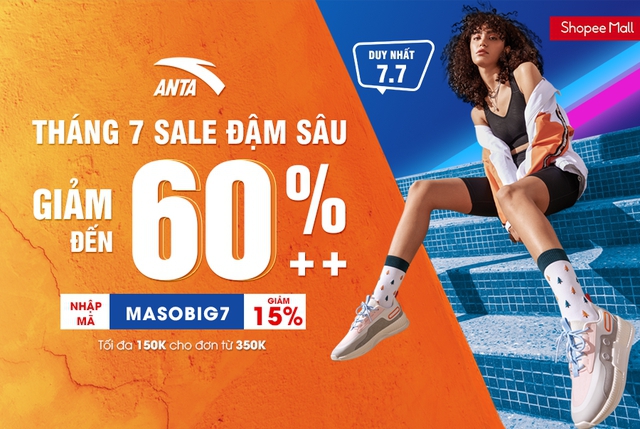 Shopee Mall
DUY NHẤT
7.7
ANTA
THÁNG 7 SALE ĐẬM SÂU
GIẢM
ĐẾN
60%
++
NHẬP
MÃ
MASOBIG7
GIẢM
15%
Tối đa 150K cho đơn từ 350K